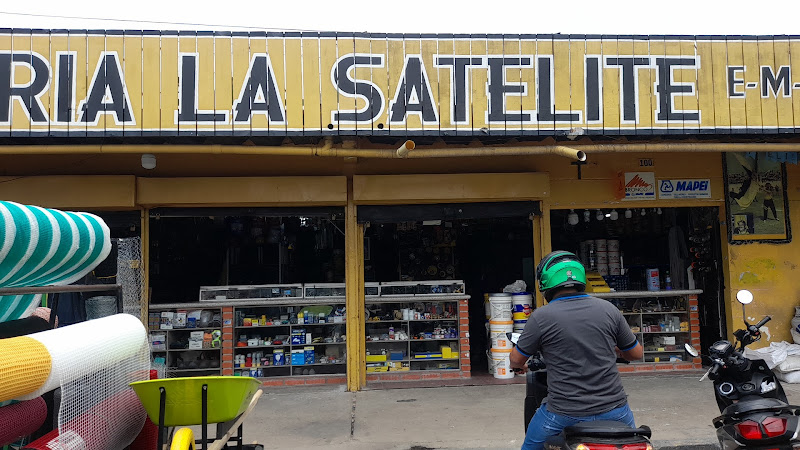 RIA LA SATELITE E-M-
160
MAPEI